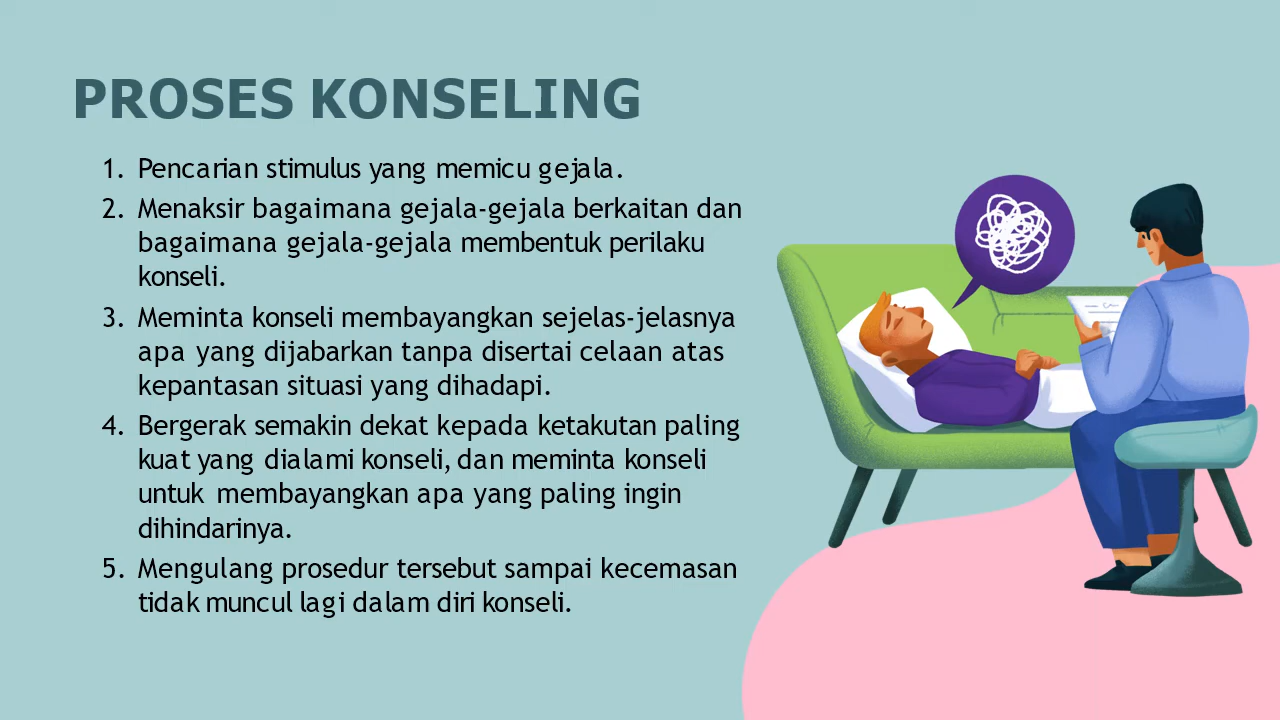 PROSES KONSELING
1. Pencarian stimulus yang memicu gejala.
2. Menaksir bagaimana gejala-gejala berkaitan dan
bagaimana gejala-gejala membentuk perilaku
konseli.
3. Meminta konseli membayangkan sejelas-jelasnya
apa yang dijabarkan tanpa disertai celaan atas
kepantasan situasi yang dihadapi.
4. Bergerak semakin dekat kepada ketakutan paling
kuat yang dialami konseli, dan meminta konseli
untuk membayangkan apa yang paling ingin
dihindarinya.
5. Mengulang prosedur tersebut sampai kecemasan
tidak muncul lagi dalam diri konseli.